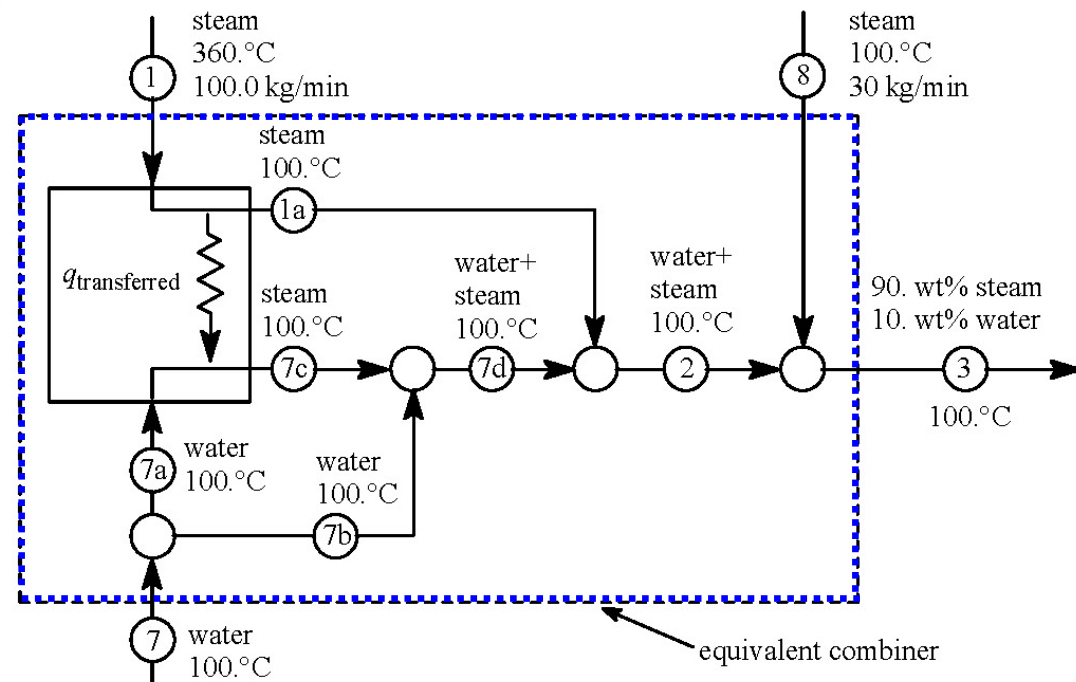 steam
360.°C
100.0 kg/min
1
steam
100.°C
30 kg/min
8
steam
100.°C
1a
qtransferred
steam
100.°C
7c
water+
steam
100.°C
7d
water+
steam
100.°C
2
90. wt% steam
10. wt% water
3
100.°C
7a
water
100.°C
water
100.°C
7b
7
water
100.°C
equivalent combiner